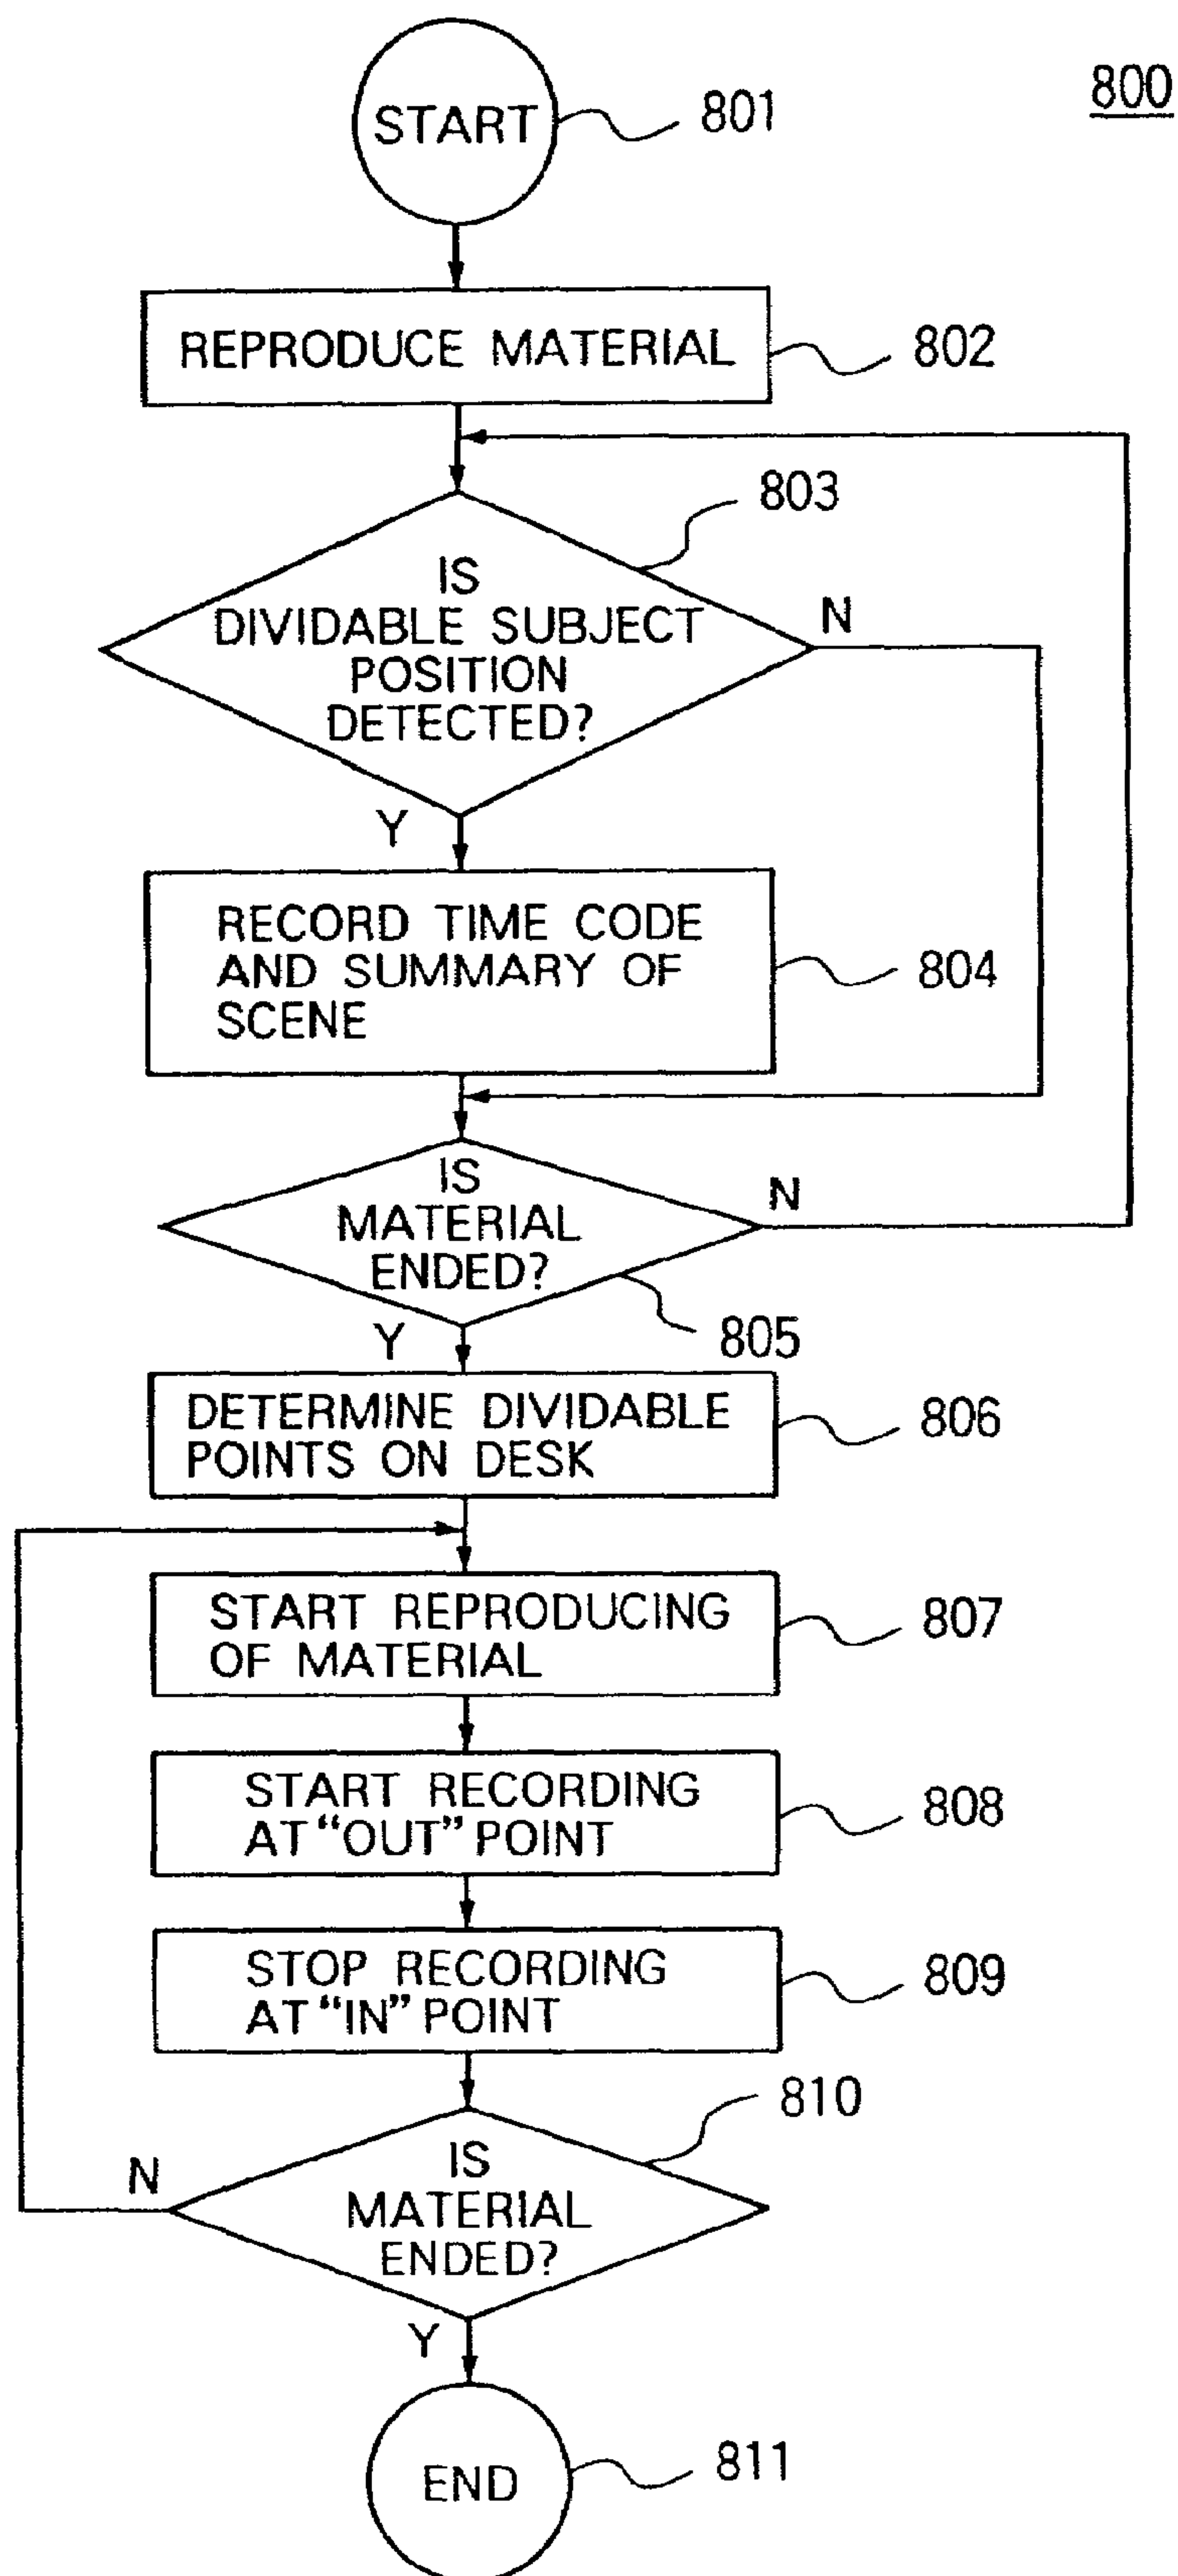 800
START
801
REPRODUCE MATERIAL
802
803
IS
DIVIDABLE SUBJECT
POSITION
DETECTED?
N
Y
RECORD TIME CODE
AND SUMMARY OF
SCENE
804
IS
MATERIAL
ENDED?
N
805
Y
DETERMINE DIVIDABLE
POINTS ON DESK
806
START REPRODUCING
OF MATERIAL
807
START RECORDING
AT “OUT” POINT
808
STOP RECORDING
AT “IN” POINT
809
810
IS
MATERIAL
ENDED?
N
Y
END
811